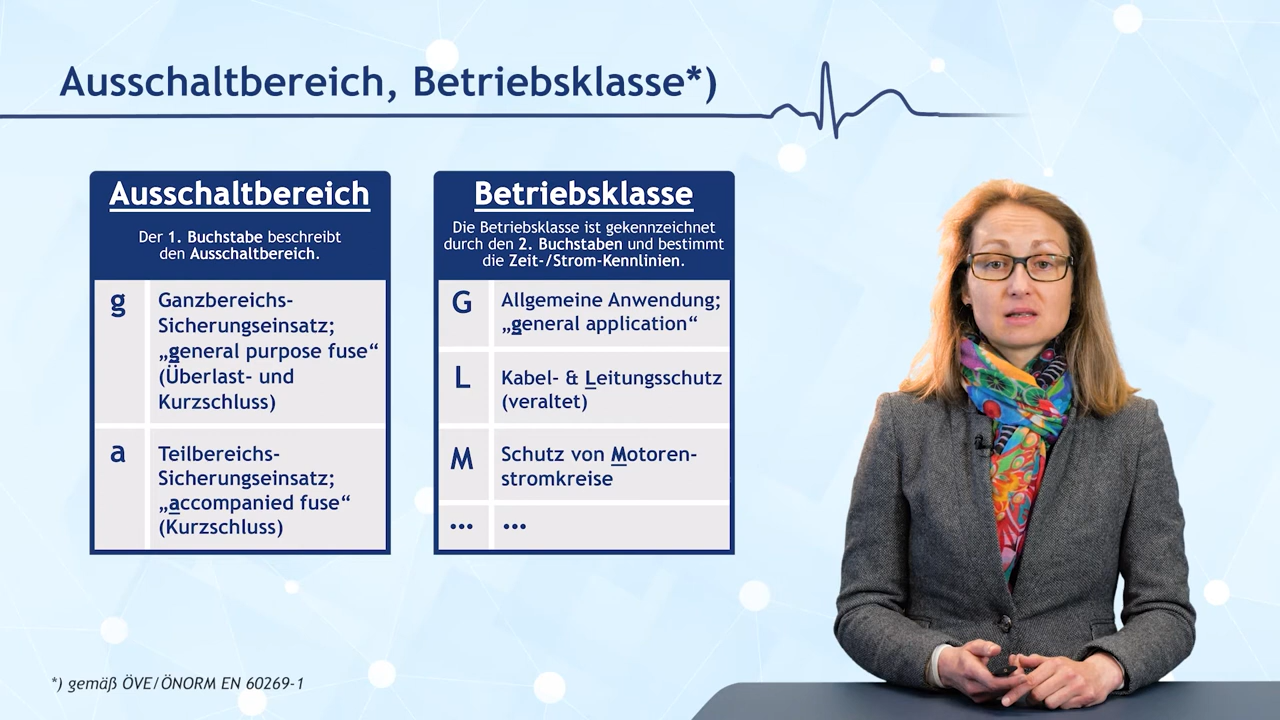 Ausschaltbereich, Betriebsklasse*)
Ausschaltbereich
Der 1. Buchstabe beschreibt
den Ausschaltbereich.
g
Ganzbereichs-
Sicherungseinsatz;
„general purpose fuse“
(Überlast- und
Kurzschluss)
a
Teilbereichs-
Sicherungseinsatz;
„accompanied fuse“
(Kurzschluss)
Betriebsklasse
Die Betriebsklasse ist gekennzeichnet
durch den 2. Buchstaben und bestimmt
die Zeit-/Strom-Kennlinien.
G
Allgemeine Anwendung;
„general application“
L
Kabel- & Leitungsschutz
(veraltet)
M
Schutz von Motoren-
stromkreise
... ...
*) gemäß ÖVE/ÖNORM EN 60269-1